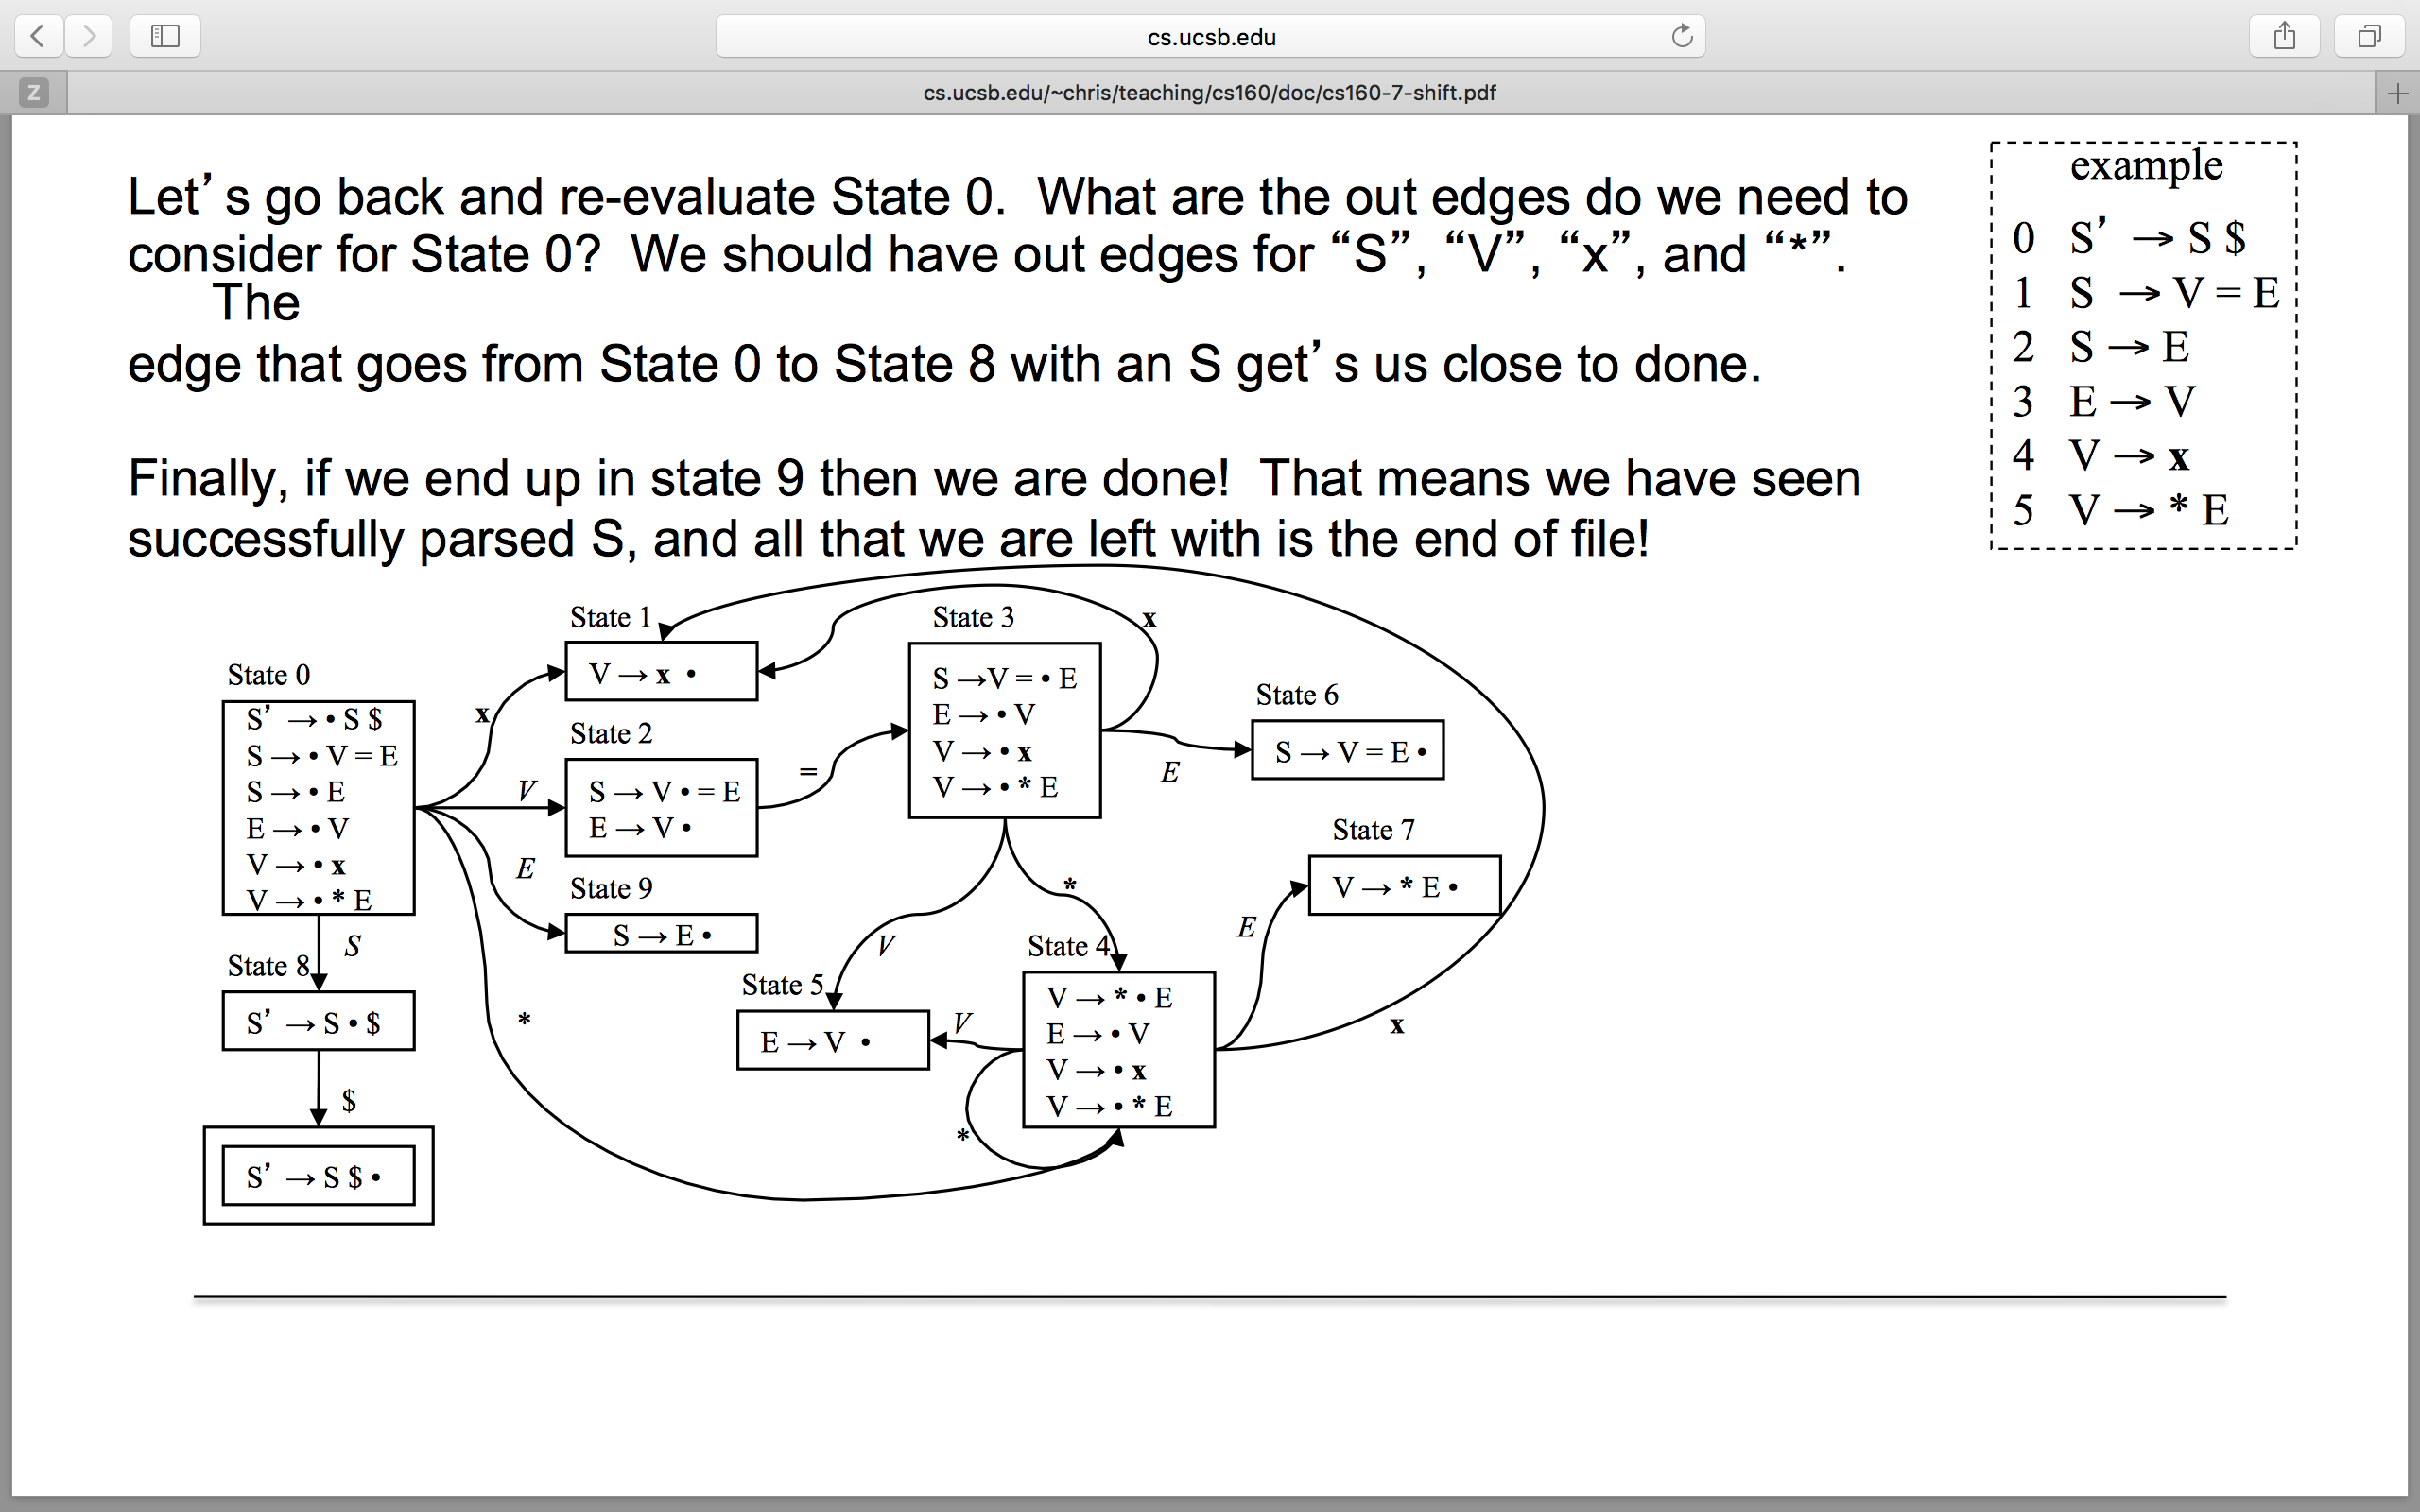 cs.ucsb.edu
Z
cs.ucsb.edu/~chris/teaching/cs160/doc/cs160-7-shift.pdf
Let’s go back and re-evaluate State 0. What are the out edges do we need to
consider for State 0? We should have out edges for “S”, “V”, “x”, and “*”.
The
edge that goes from State 0 to State 8 with an S get’s us close to done.
Finally, if we end up in state 9 then we are done! That means we have seen
successfully parsed S, and all that we are left with is the end of file!
example
0 S’ → S $
1 S → V = E
2 S → E
3 E → V
4 V → x
5 V → * E
State 0
S’ → • S $
S → • V = E
S → • E
E → • V
V → • x
V → • * E
x
V
E
*
S
State 8
S’ → S • $
$
S’ → S $ •
State 1
V → x •
State 2
S → V • = E
E → V •
=
State 9
S → E •
State 3
S → V = • E
E → • V
V → • x
V → • * E
x
E
V
*
State 6
S → V = E •
State 7
V → * E •
State 4
V → * • E
E → • V
V → • x
V → • * E
E
x
V
*
State 5
E → V •